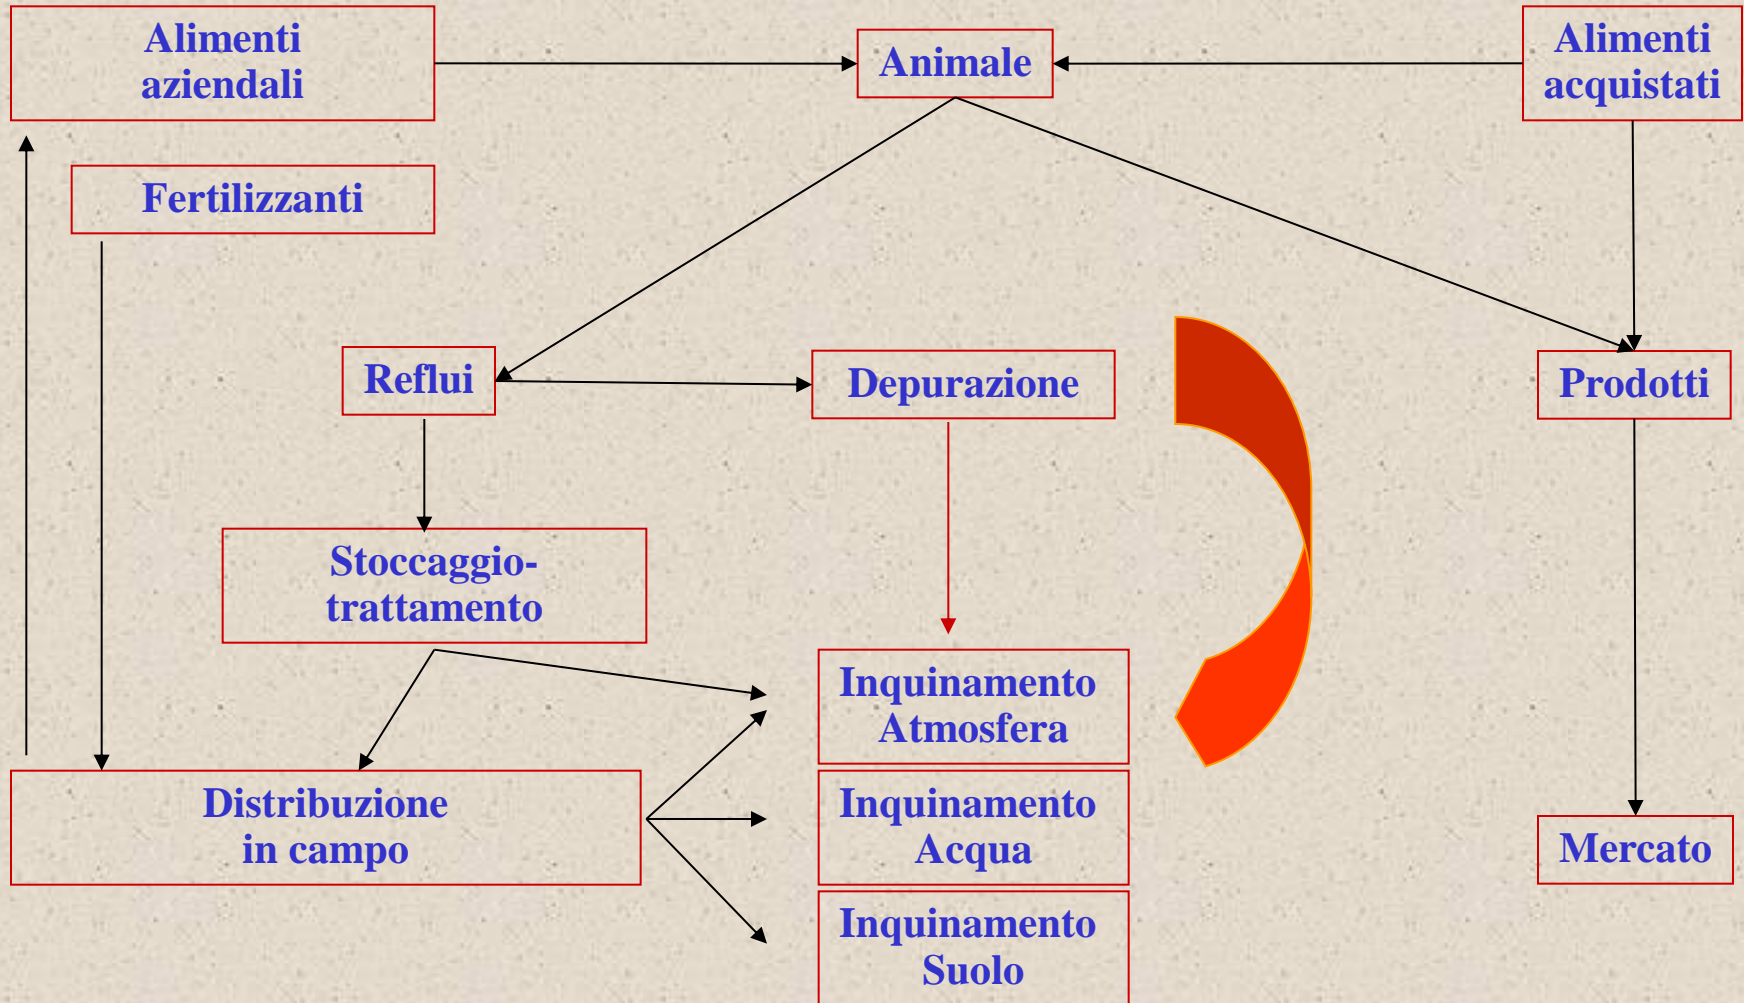 Alimenti
aziendali
Animale
Alimenti
acquistati
Fertilizzanti
Reflui
Depurazione
Prodotti
Stoccaggio-
trattamento
Inquinamento
Atmosfera
Distribuzione
in campo
Inquinamento
Acqua
Mercato
Inquinamento
Suolo